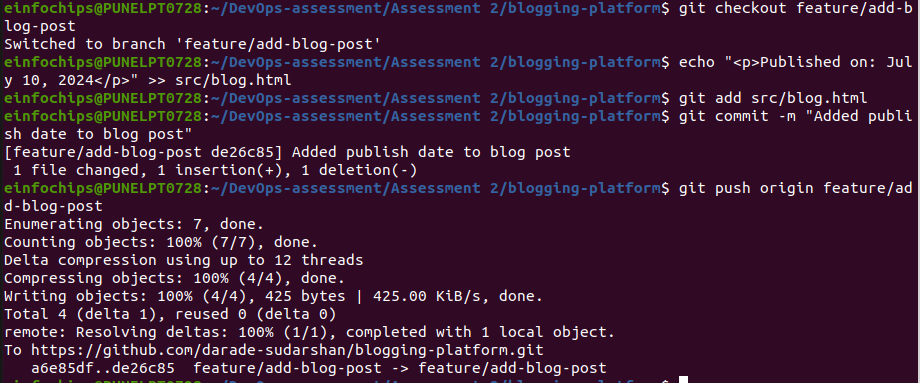 einfochips@PUNELPT0728:~/DevOps-assessment/Assessment 2/blogging-platform$ git checkout feature/add-b
log-post
Switched to branch 'feature/add-blog-post'
einfochips@PUNELPT0728:~/DevOps-assessment/Assessment 2/blogging-platform$ echo "<p>Published on: Jul
y 10, 2024</p>" >> src/blog.html
einfochips@PUNELPT0728:~/DevOps-assessment/Assessment 2/blogging-platform$ git add src/blog.html
einfochips@PUNELPT0728:~/DevOps-assessment/Assessment 2/blogging-platform$ git commit -m "Added publi
sh date to blog post"
[feature/add-blog-post de26c85] Added publish date to blog post
 1 file changed, 1 insertion(+), 1 deletion(-)
einfochips@PUNELPT0728:~/DevOps-assessment/Assessment 2/blogging-platform$ git push origin feature/ad
d-blog-post
Enumerating objects: 7, done.
Counting objects: 100% (7/7), done.
Delta compression using up to 12 threads
Compressing objects: 100% (4/4), done.
Writing objects: 100% (4/4), 425 bytes | 425.00 KiB/s, done.
Total 4 (delta 1), reused 0 (delta 0)
remote: Resolving deltas: 100% (1/1), completed with 1 local object.
To https://github.com/darade-sudarshan/blogging-platform.git
   a6e85df..de26c85  feature/add-blog-post -> feature/add-blog-post
einfochips@PUNELPT0728:~/DevOps-assessment/Assessment 2/blogging-platform$